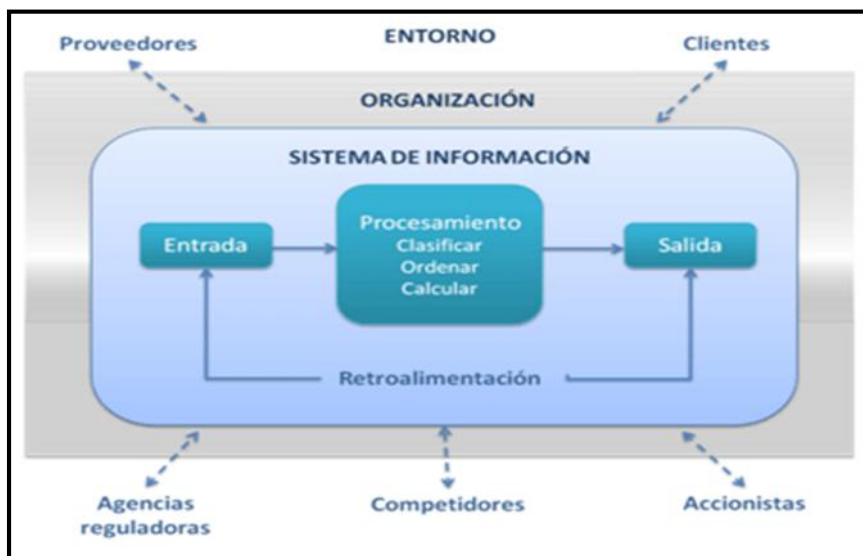 Proveedores
ENTORNO
Clientes
ORGANIZACIÓN
SISTEMA DE INFORMACIÓN
Entrada
Procesamiento
Clasificar
Ordenar
Calcular
Salida
Retroalimentación
Agencias
reguladoras
Competidores
Accionistas